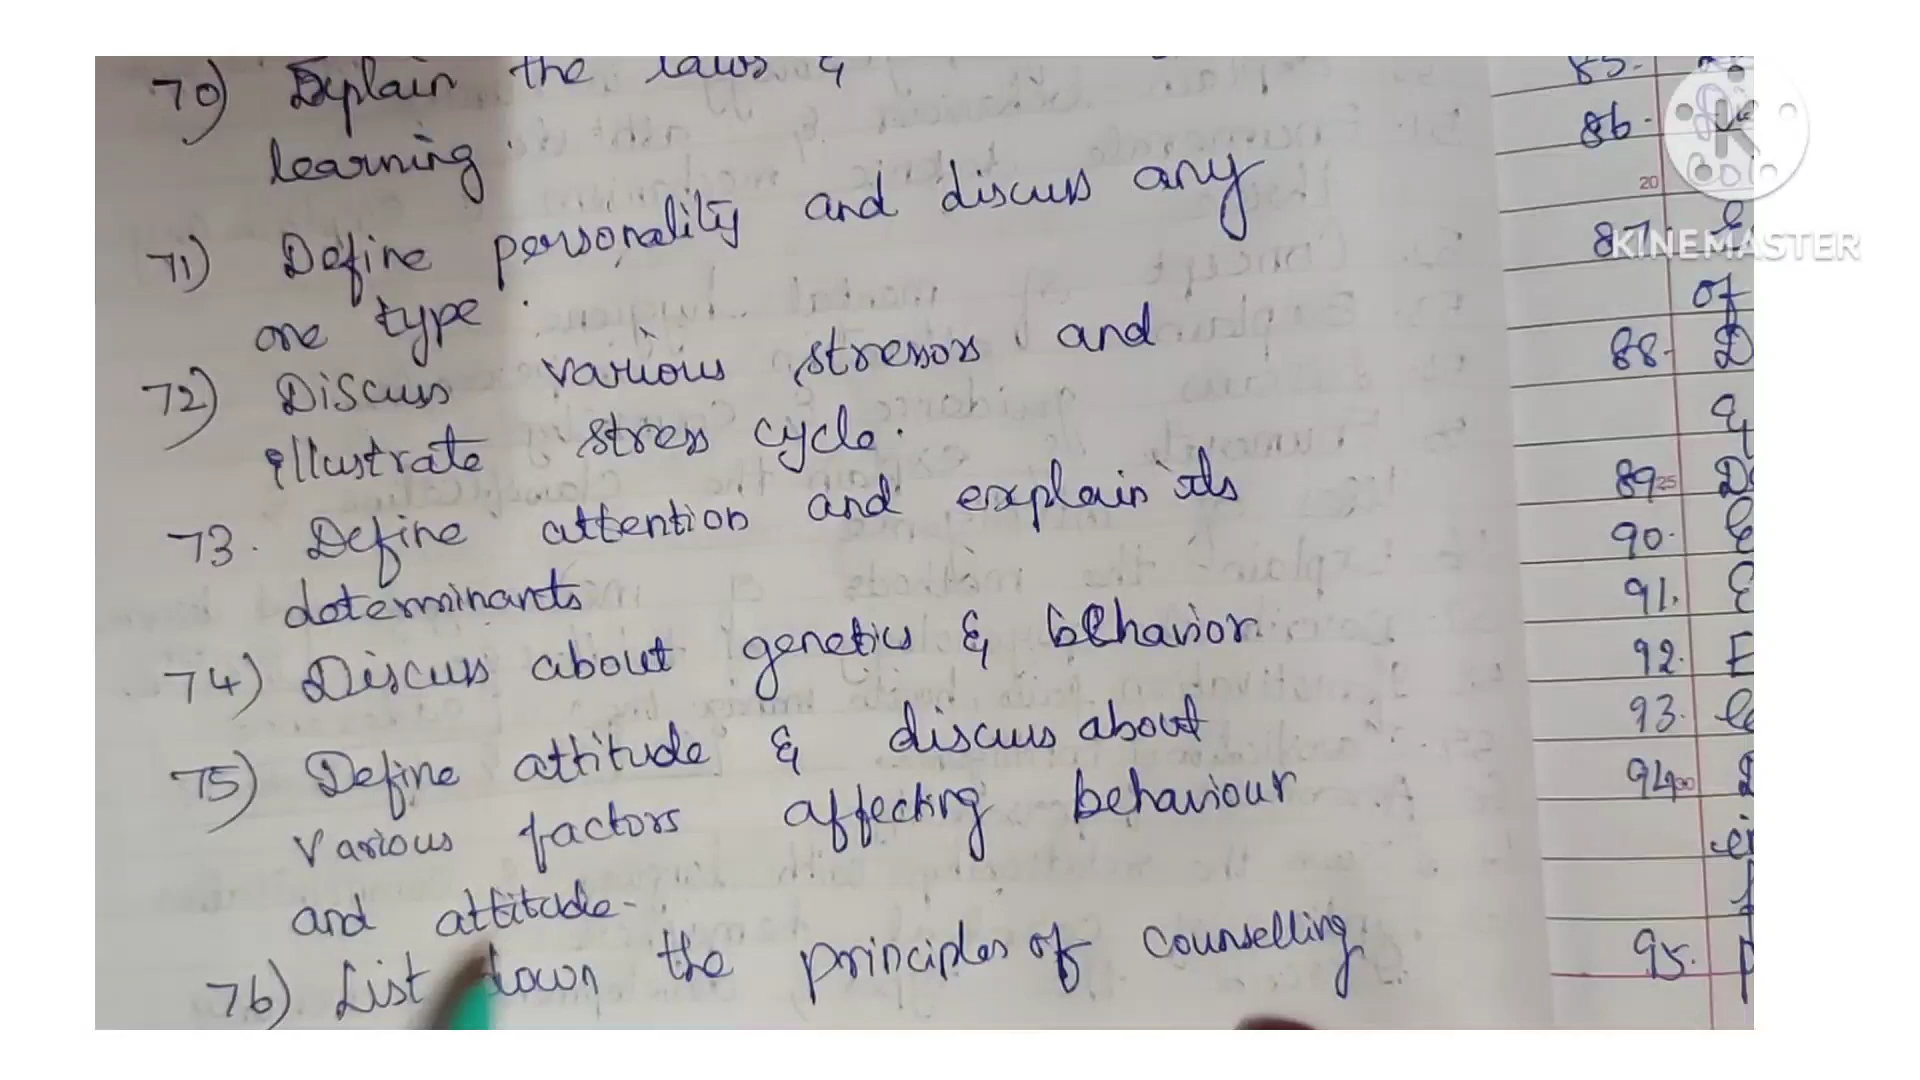 70) Explain the laws &
learning.
71) Define personality and discuss any
one type.
72) Discuss various stressors and
illustrate stress cycle.
73. Define attention and explain its
determinants
74) Discuss about genetics & behavior.
75) Define attitude & discuss about
various factors affecting behaviour
and attitude.
76) List down the principles of counselling
85.
86.
20
87.
of
88. D
&
89. 25
90.
91.
92. E
93.
94.
95. P
KINEMASTER